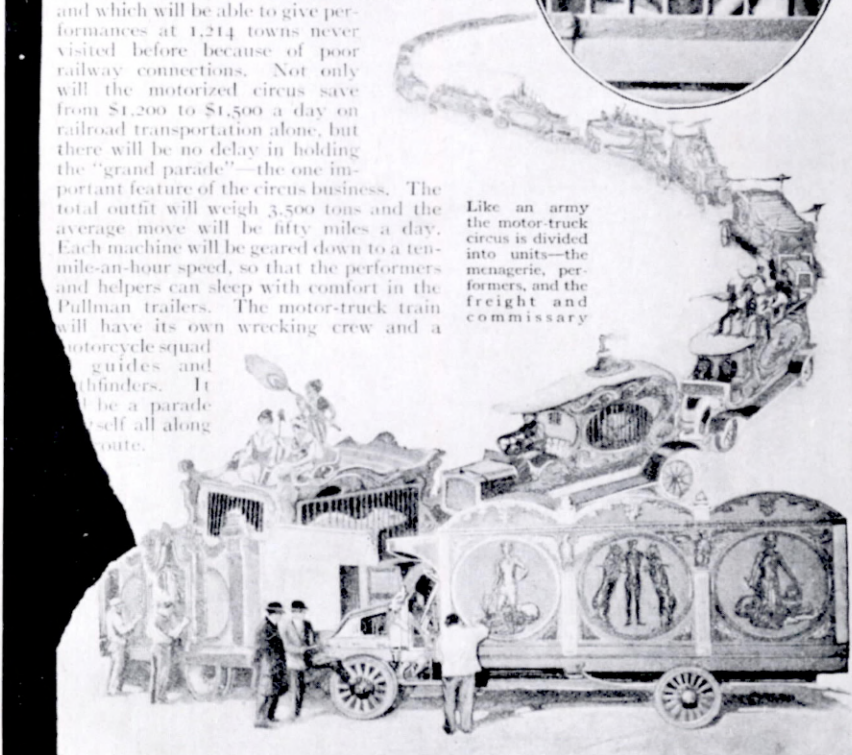 and which will be able to give per-
formances at 1,214 towns never
visited before because of poor
railway connections. Not only
will the motorized circus save
from $1,200 to $1,500 a day on
railroad transportation alone, but
there will be no delay in holding
the "grand parade"—the one im-
portant feature of the circus business. The
total outfit will weigh 3,500 tons and the
average move will be fifty miles a day.
Each machine will be geared down to a ten-
mile-an-hour speed, so that the performers
and helpers can sleep with comfort in the
Pullman trailers. The motor-truck train
will have its own wrecking crew and a
otorcycle squad
guides and
thfinders. It
be a parade
self all along
oute.
Like an army
the motor-truck
circus is divided
into units—the
menagerie, per-
formers, and the
freight and
commissary